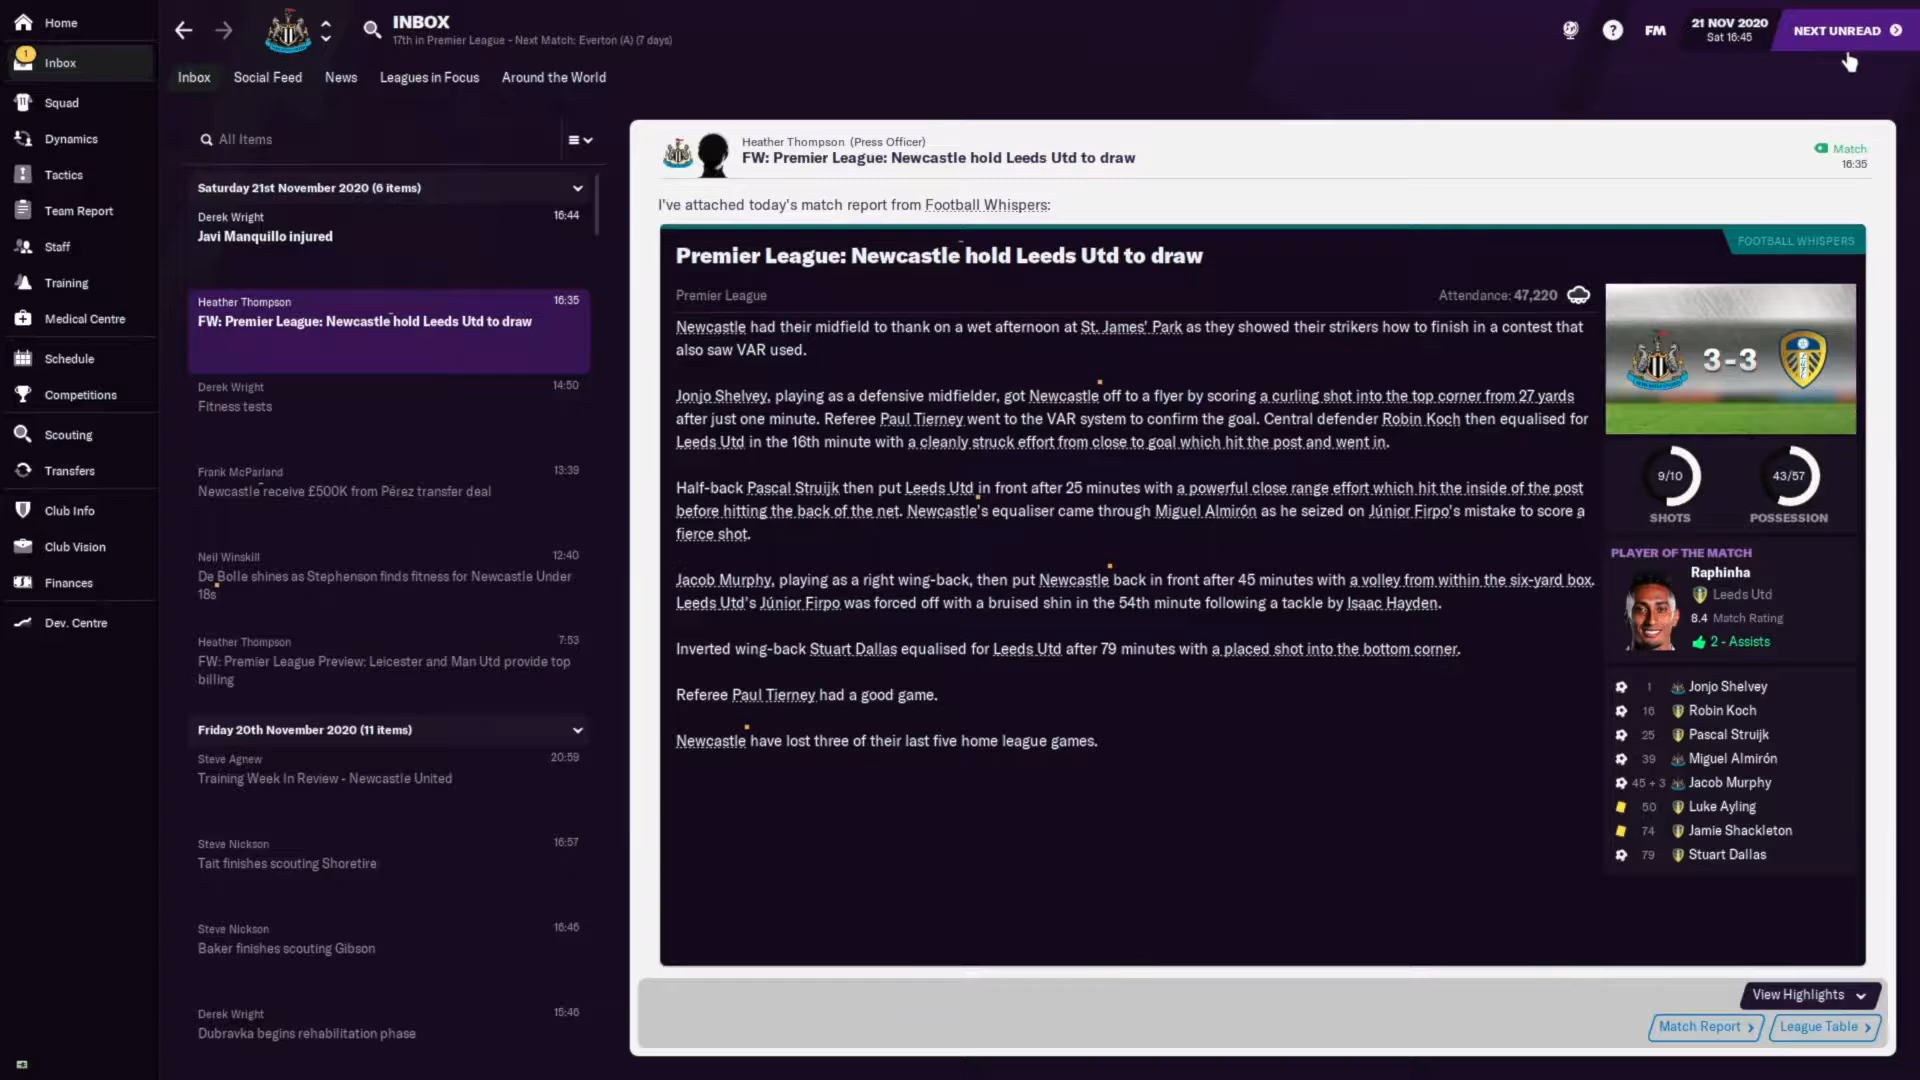 Home
1
Inbox
Squad
Dynamics
Tactics
Team Report
Staff
Training
Medical Centre
Schedule
Competitions
Scouting
Transfers
Club Info
Club Vision
Finances
Dev. Centre
INBOX
17th in Premier League - Next Match: Everton (A) (7 days)
?
FM
21 NOV 2020
Sat 16:45
NEXT UNREAD
Inbox
Social Feed
News
Leagues in Focus
Around the World
All Items
Saturday 21st November 2020 (6 items)
Derek Wright 16:44
Javi Manquillo injured
Heather Thompson 16:35
FW: Premier League: Newcastle hold Leeds Utd to draw
Derek Wright 14:50
Fitness tests
Frank McParland 13:39
Newcastle receive £500K from Pérez transfer deal
Neil Winskill 12:40
De Bolle shines as Stephenson finds fitness for Newcastle Under
18s
Heather Thompson 7:53
FW: Premier League Preview: Leicester and Man Utd provide top
billing
Friday 20th November 2020 (11 items)
Steve Agnew 20:59
Training Week In Review - Newcastle United
Steve Nickson 16:57
Tait finishes scouting Shoretire
Steve Nickson 16:46
Baker finishes scouting Gibson
Derek Wright 15:46
Dubravka begins rehabilitation phase
Heather Thompson (Press Officer)
FW: Premier League: Newcastle hold Leeds Utd to draw
Match
16:35
I've attached today's match report from Football Whispers:
FOOTBALL WHISPERS
Premier League: Newcastle hold Leeds Utd to draw
Premier League
Attendance: 47,220
Newcastle had their midfield to thank on a wet afternoon at St. James' Park as they showed their strikers how to finish in a contest that
also saw VAR used.
Jonjo Shelvey, playing as a defensive midfielder, got Newcastle off to a flyer by scoring a curling shot into the top corner from 27 yards
after just one minute. Referee Paul Tierney went to the VAR system to confirm the goal. Central defender Robin Koch then equalised for
Leeds Utd in the 16th minute with a cleanly struck effort from close to goal which hit the post and went in.
Half-back Pascal Struijk then put Leeds Utd in front after 25 minutes with a powerful close range effort which hit the inside of the post
before hitting the back of the net. Newcastle's equaliser came through Miguel Almirón as he seized on Júnior Firpo's mistake to score a
fierce shot.
Jacob Murphy, playing as a right wing-back, then put Newcastle back in front after 45 minutes with a volley from within the six-yard box.
Leeds Utd's Júnior Firpo was forced off with a bruised shin in the 54th minute following a tackle by Isaac Hayden.
Inverted wing-back Stuart Dallas equalised for Leeds Utd after 79 minutes with a placed shot into the bottom corner.
Referee Paul Tierney had a good game.
Newcastle have lost three of their last five home league games.
3-3
9/10
SHOTS
43/57
POSSESSION
PLAYER OF THE MATCH
Raphinha
Leeds Utd
8.4 Match Rating
2 - Assists
1 Jonjo Shelvey
16 Robin Koch
25 Pascal Struijk
39 Miguel Almirón
45 + 3 Jacob Murphy
50 Luke Ayling
74 Jamie Shackleton
79 Stuart Dallas
View Highlights
Match Report
League Table